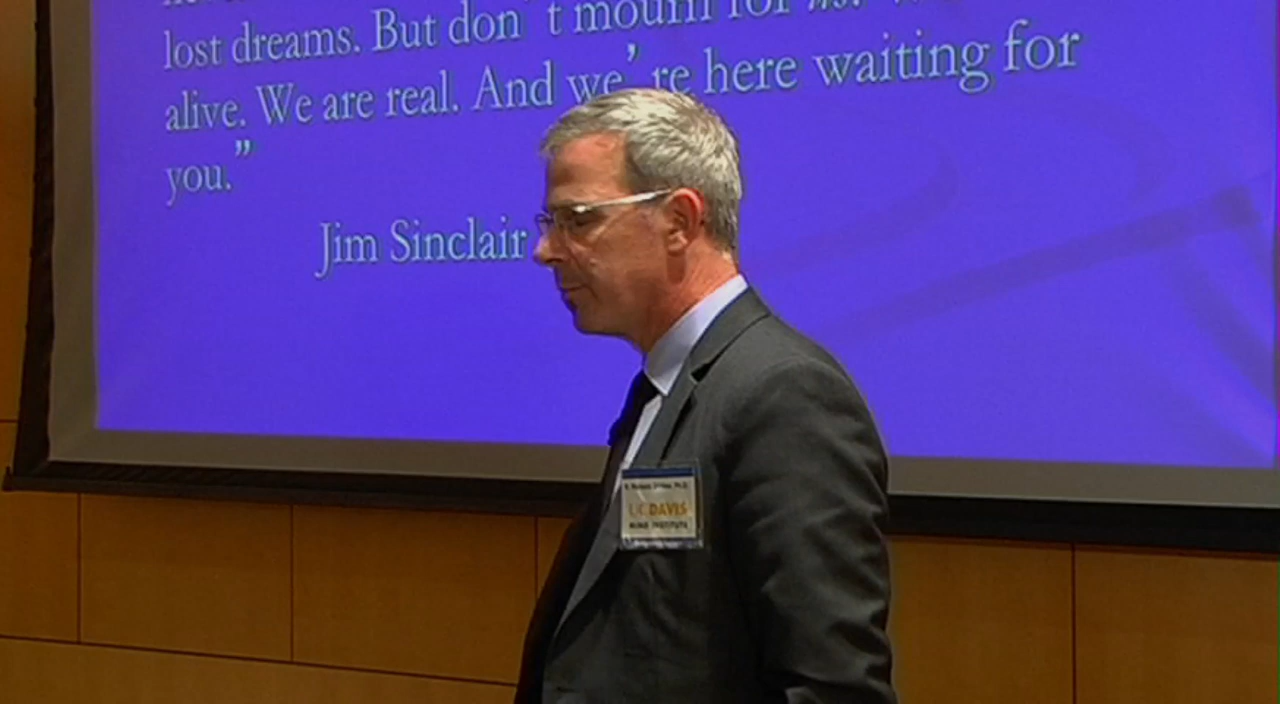 lost dreams. But don't mourn for us.
alive. We are real. And we're here waiting for
you.”
Jim Sinclair
UC DAVIS
MIND INSTITUTE